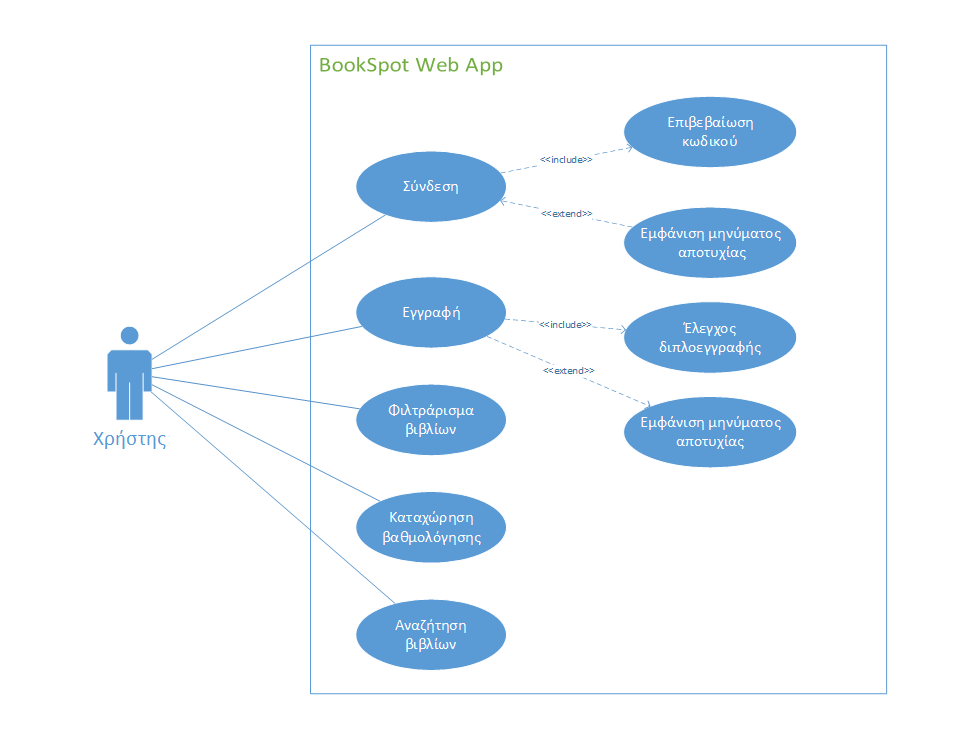 BookSpot Web App
Επιβεβαίωση
κωδικού
<<include>>
Σύνδεση
<<extend>>
Εμφάνιση μηνύματος
αποτυχίας
Εγγραφή
<<include>>
Έλεγχος
διπλοεγγραφής
<<extend>>
Εμφάνιση μηνύματος
αποτυχίας
Φιλτράρισμα
βιβλίων
Χρήστης
Καταχώρηση
βαθμολόγησης
Αναζήτηση
βιβλίων